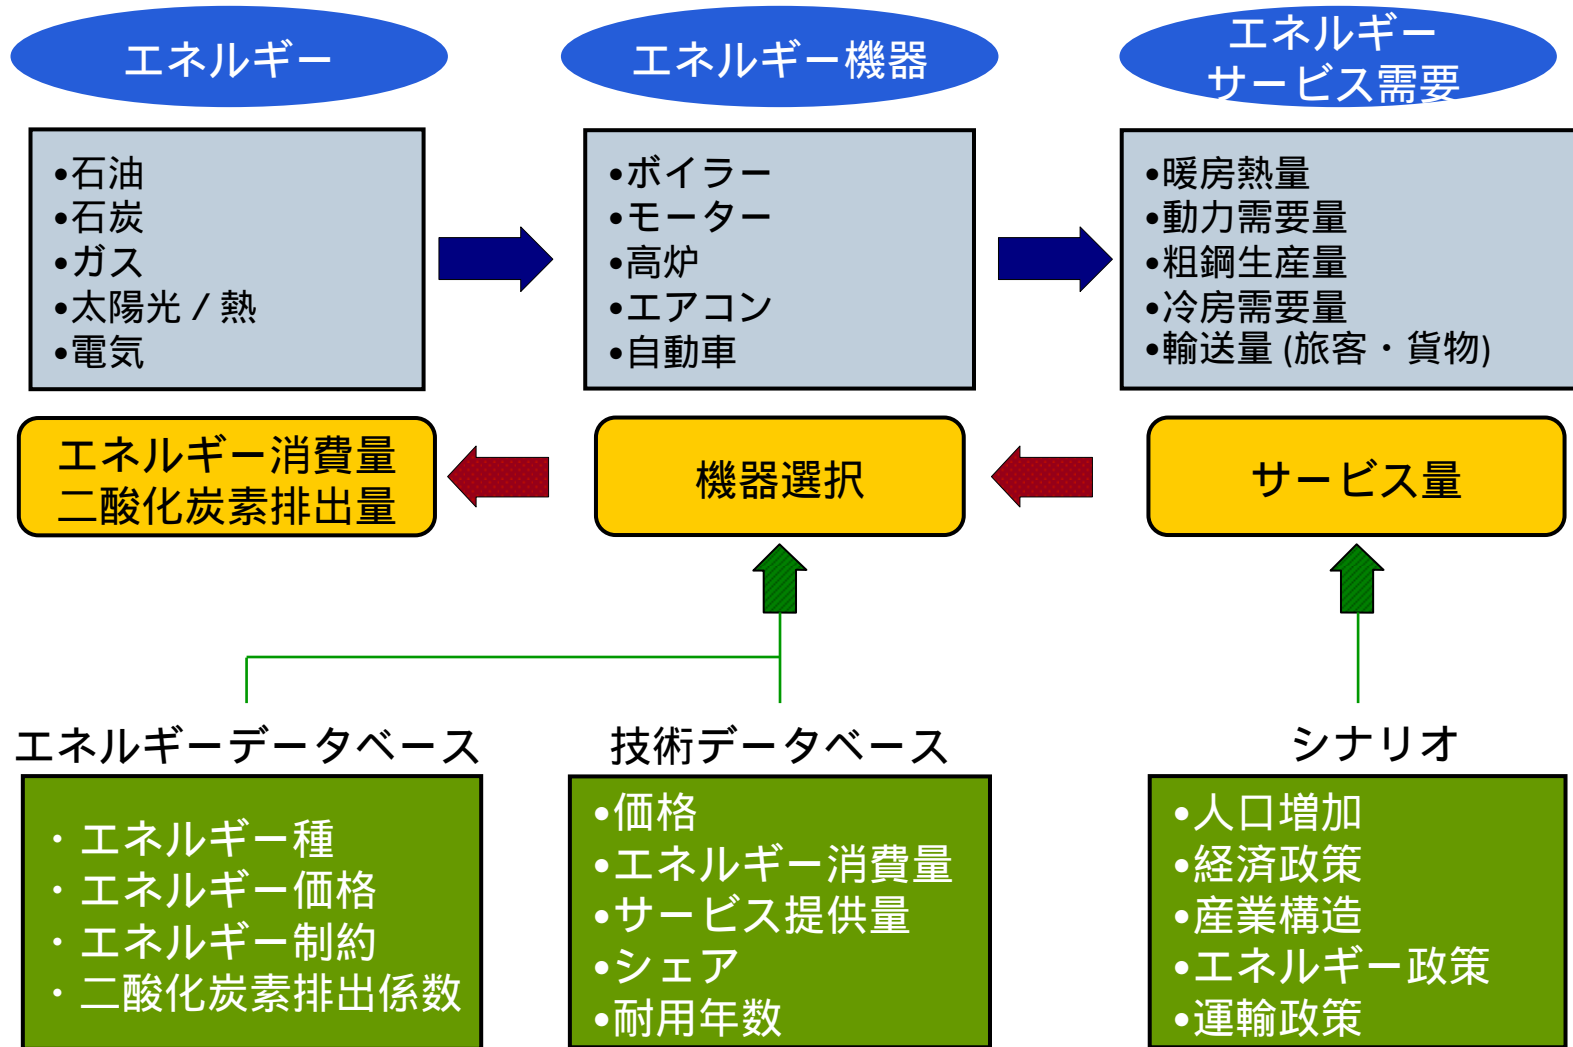 エネルギー
エネルギー機器
エネルギー
サービス需要
•石油
•石炭
•ガス
•太陽光 / 熱
•電気
•ボイラー
•モーター
•高炉
•エアコン
•自動車
•暖房熱量
•動力需要量
•粗鋼生産量
•冷房需要量
•輸送量 (旅客・貨物)
エネルギー消費量
二酸化炭素排出量
機器選択
サービス量
エネルギーデータベース
・エネルギー種
・エネルギー価格
・エネルギー制約
・二酸化炭素排出係数
技術データベース
•価格
•エネルギー消費量
•サービス提供量
•シェア
•耐用年数
シナリオ
•人口増加
•経済政策
•産業構造
•エネルギー政策
•運輸政策